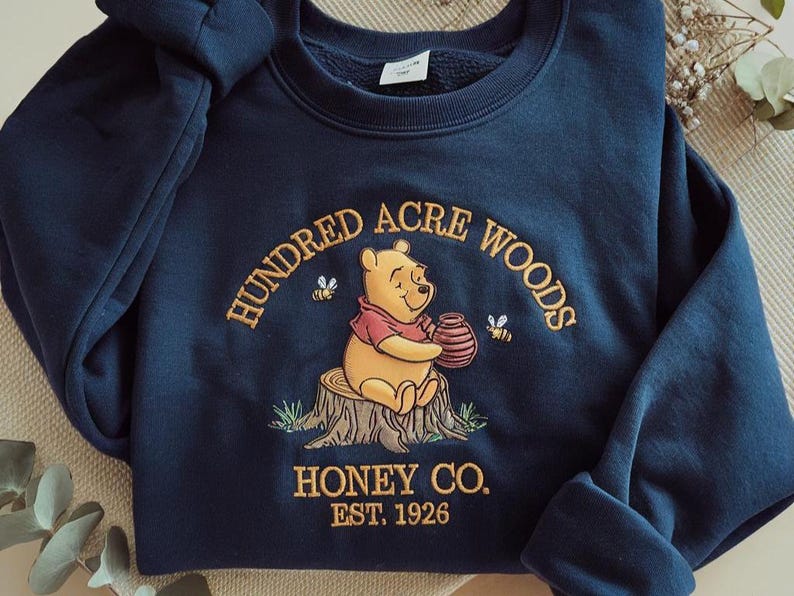 HUNDRED ACRE WOODS
HONEY CO.
EST. 1926